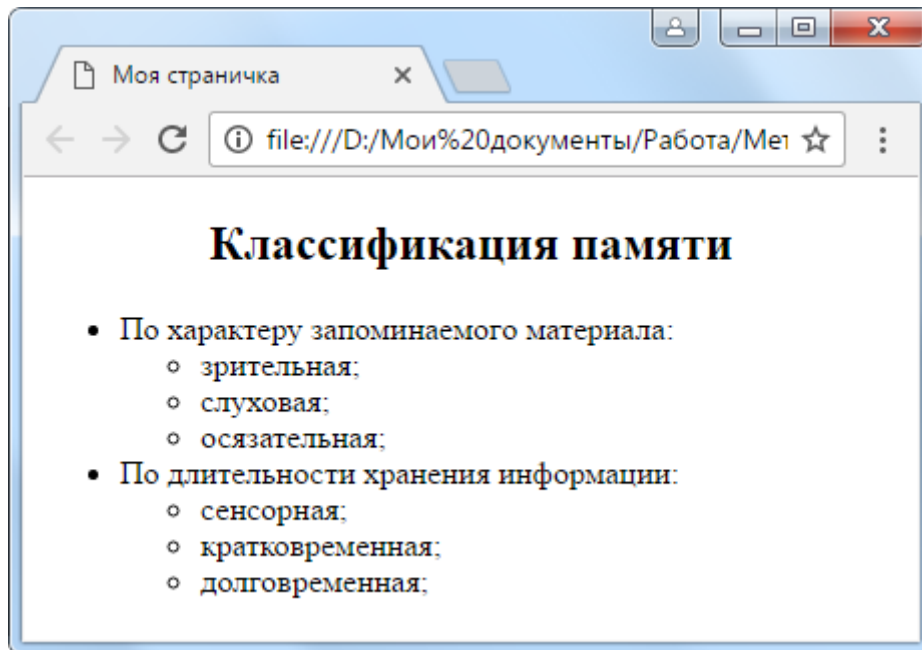 Моя страничка
file:///D:/Мои%20документы/Работа/Мет
Классификация памяти
По характеру запоминаемого материала:
зрительная;
слуховая;
осязательная;
По длительности хранения информации:
сенсорная;
кратковременная;
долговременная;